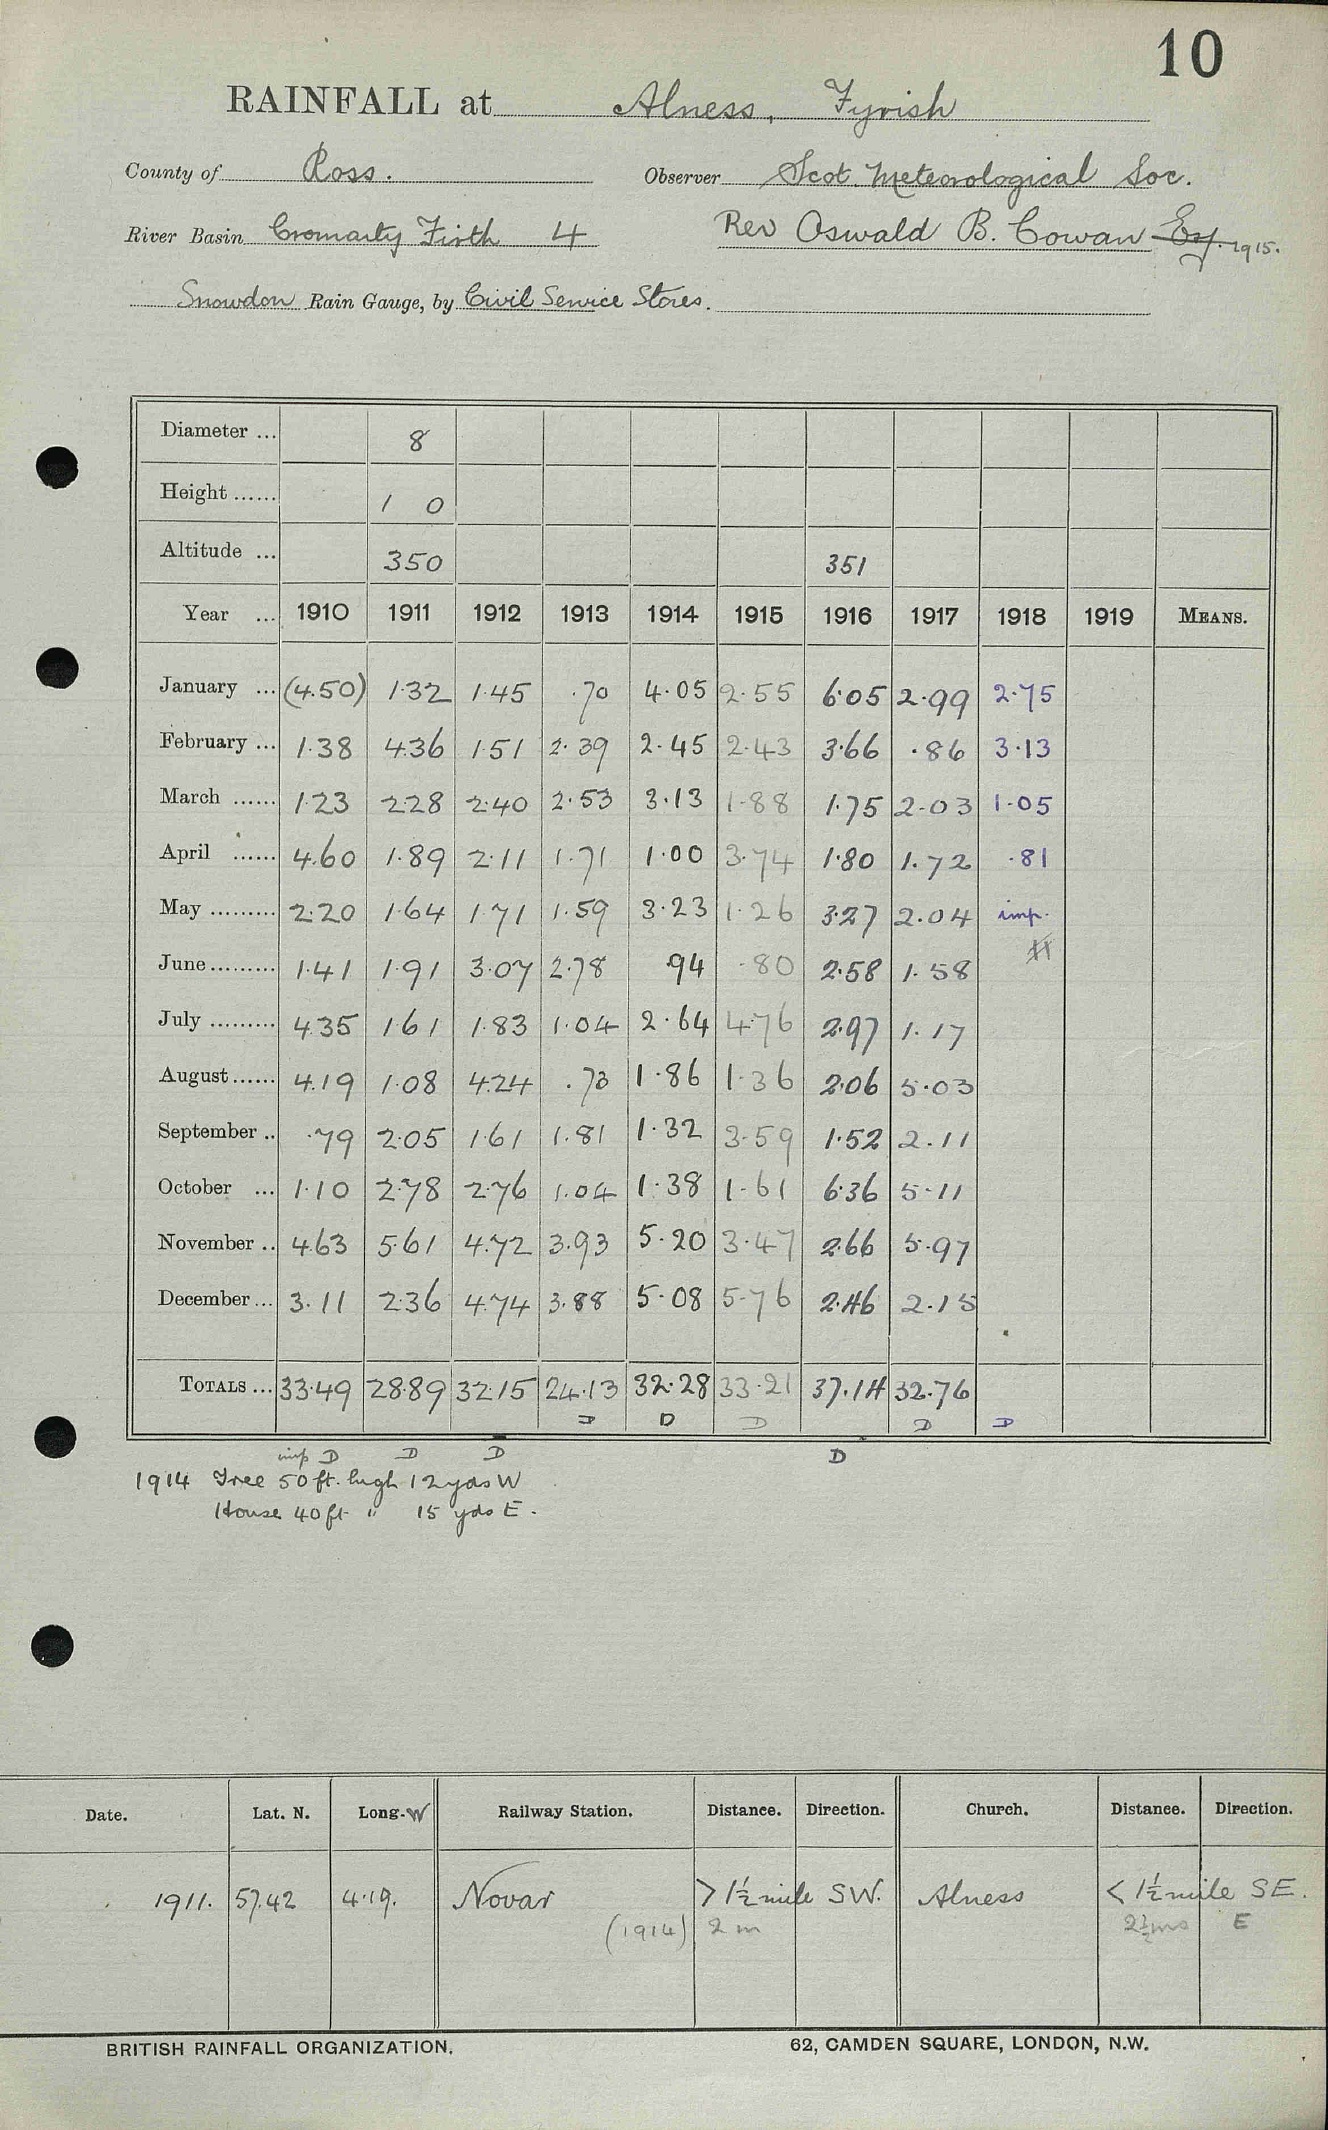 10
RAINFALL at Alness, Fyrish
County of Ross. Observer Scot. Meteorological Soc.
River Basin Cromarty Firth 4 Rev Oswald B. Cowan Esq. 1915.
Snowdon Rain Gauge, by Civil Service Stores.
Diameter ... 8
Height ...... 1 0
Altitude ... 350 351
Year ... 1910 1911 1912 1913 1914 1915 1916 1917 1918 1919 MEANS.
January ... (4.50) 1.32 1.45 .70 4.05 2.55 6.05 2.99 2.75
February ... 1.38 4.36 1.51 2.39 2.45 2.43 3.66 .86 3.13
March ...... 1.23 2.28 2.40 2.53 3.13 1.88 1.75 2.03 1.05
April ...... 4.60 1.89 2.11 1.71 1.00 3.74 1.80 1.72 .81
May ......... 2.20 1.64 1.71 1.59 3.23 1.26 3.27 2.04 imp.
June ......... 1.41 1.91 3.07 2.78 .94 .80 2.58 1.58
July ......... 4.35 1.61 1.83 1.04 2.64 4.76 2.97 1.17
August ...... 4.19 1.08 4.24 .73 1.86 1.36 2.06 5.03
September .. .79 2.05 1.61 1.81 1.32 3.59 1.52 2.11
October ... 1.10 2.78 2.76 1.04 1.38 1.61 6.36 5.11
November .. 4.63 5.61 4.72 3.93 5.20 3.47 2.66 5.97
December ... 3.11 2.36 4.74 3.88 5.08 5.76 2.46 2.15
TOTALS ... 33.49 28.89 32.15 24.13 32.28 33.21 37.14 32.76
D D D D D
imp D D D D
1914 Tree 50 ft. high 12 yds W
House 40 ft " 15 yds E.
Date. Lat. N. Long. W Railway Station. Distance. Direction. Church. Distance. Direction.
1911. 57.42 4.19. Novar > 1½ mile SW. Alness < 1½ mile SE.
(1914) 2 m 2½ ms E
BRITISH RAINFALL ORGANIZATION. 62, CAMDEN SQUARE, LONDON, N.W.